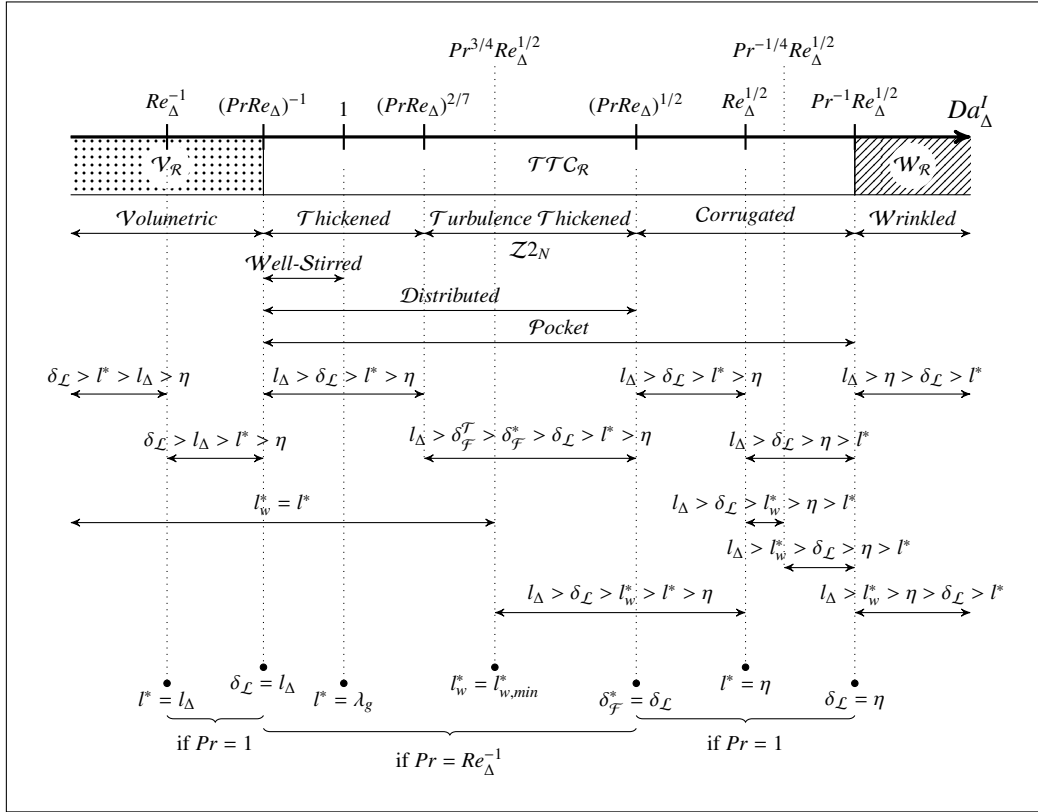 Pr^{3/4}Re_Δ^{1/2} Pr^{-1/4}Re_Δ^{1/2}
Re_Δ^{-1} (PrRe_Δ)^{-1} 1 (PrRe_Δ)^{2/7} (PrRe_Δ)^{1/2} Re_Δ^{1/2} Pr^{-1}Re_Δ^{1/2} Da_Δ^I
𝒱_ℛ 𝒯𝒯𝒞_ℛ 𝒲_ℛ
Volumetric Thickened Turbulence Thickened Corrugated Wrinkled
𝒵2_N
Well-Stirred
Distributed
Pocket
δ_ℒ > l* > l_Δ > η l_Δ > δ_ℒ > l* > η l_Δ > δ_ℒ > l* > η l_Δ > η > δ_ℒ > l*
δ_ℒ > l_Δ > l* > η l_Δ > δ_ℱ^𝒯 > δ_ℱ^* > δ_ℒ > l* > η l_Δ > δ_ℒ > η > l*
l_w^* = l* l_Δ > δ_ℒ > l_w^* > η > l*
l_Δ > l_w^* > δ_ℒ > η > l*
l_Δ > δ_ℒ > l_w^* > l* > η l_Δ > l_w^* > η > δ_ℒ > l*
l* = l_Δ δ_ℒ = l_Δ l* = λ_g l_w^* = l_{w,min}^* δ_ℱ^* = δ_ℒ l* = η δ_ℒ = η
if Pr = 1 if Pr = Re_Δ^{-1} if Pr = 1